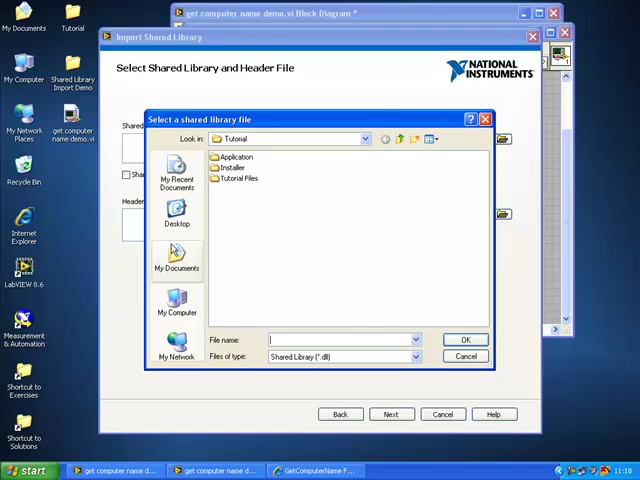 My Documents
Tutorial
My Computer
Shared Library
Import Demo
My Network
Places
get computer
name demo.vi
Recycle Bin
Internet
Explorer
LabVIEW 8.6
Measurement
& Automation
Shortcut to
Exercises
Shortcut to
Solutions
get computer name demo.vi Block Diagram *
Import Shared Library
Select Shared Library and Header File
NATIONAL
INSTRUMENTS
Shared
Shar
Header
Select a shared library file
Look in:
Tutorial
My Recent
Documents
Desktop
My Documents
My Computer
My Network
Application
Installer
Tutorial Files
File name:
OK
Files of type:
Shared Library (*.dll)
Cancel
Back
Next
Cancel
Help
start
get computer name d...
get computer name d...
GetComputerName F...
11:18